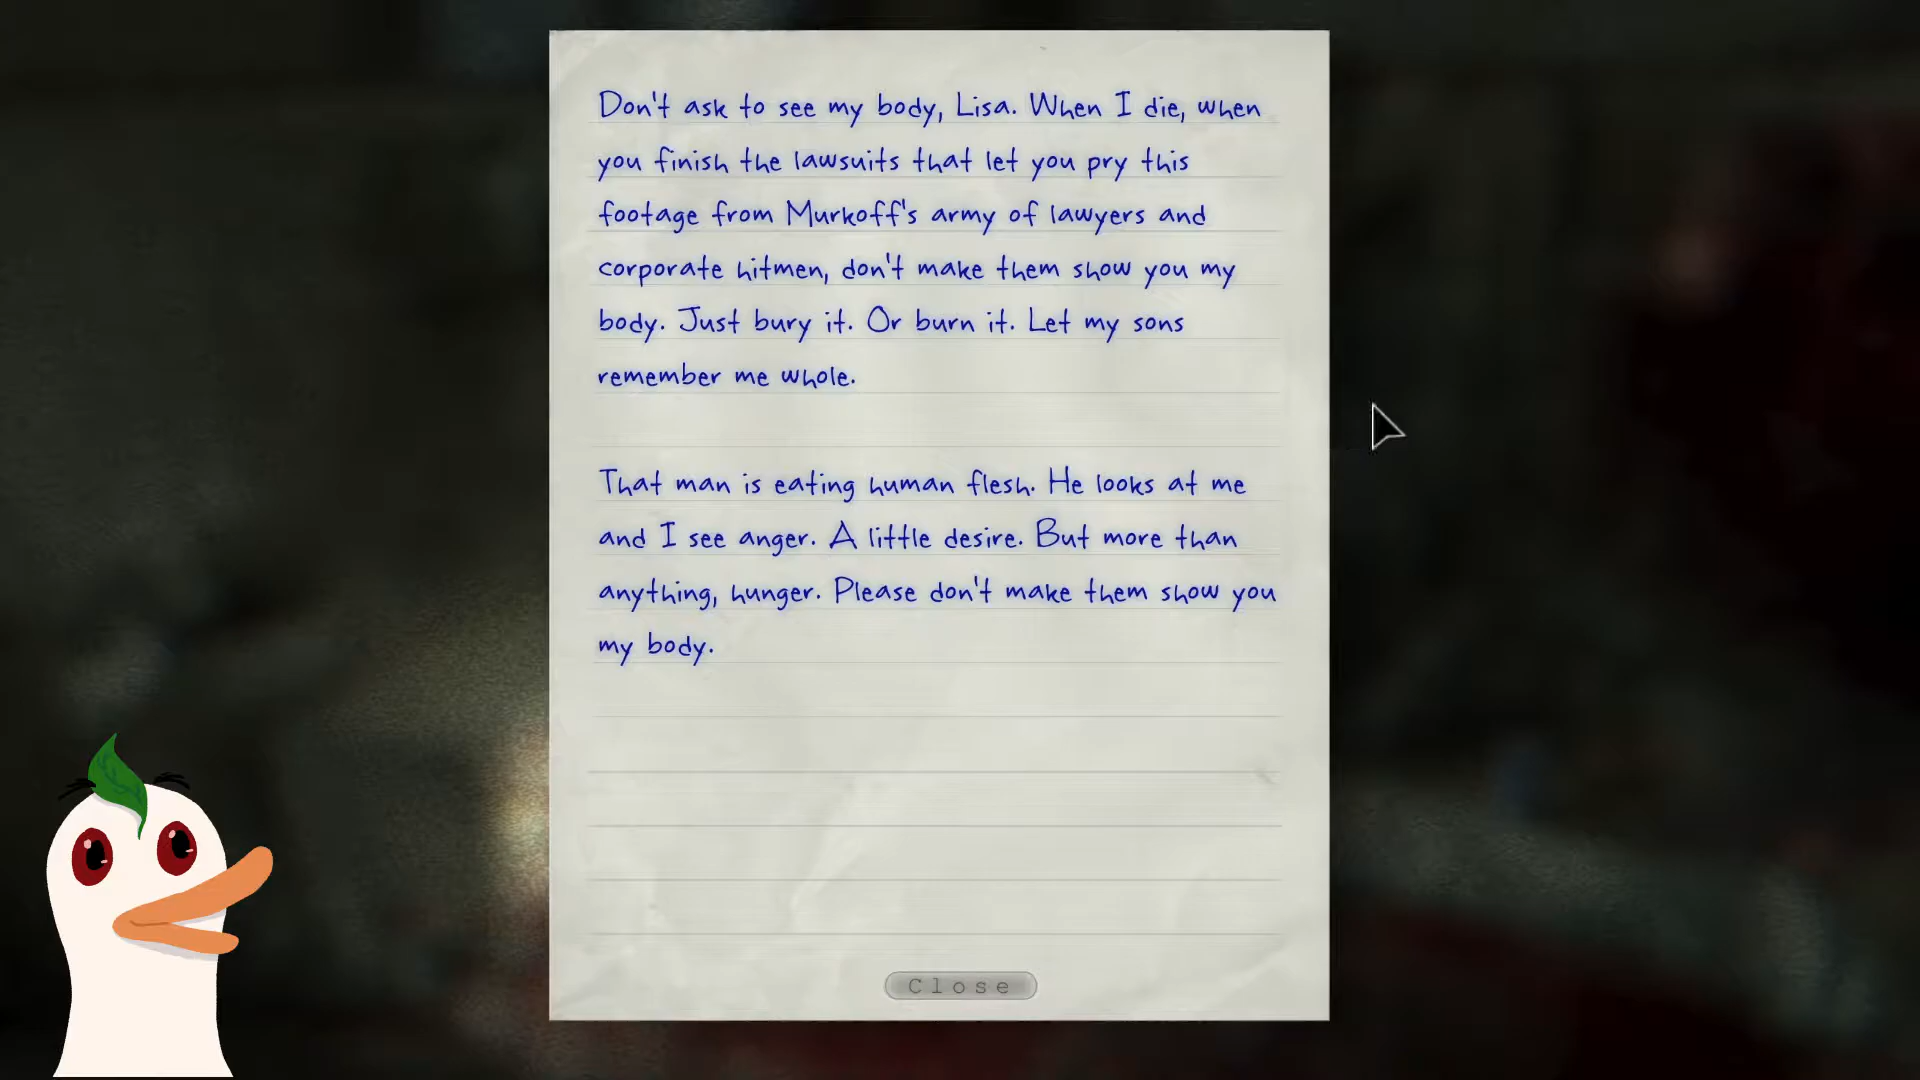 Don't ask to see my body, Lisa. When I die, when
you finish the lawsuits that let you pry this
footage from Murkoff's army of lawyers and
corporate hitmen, don't make them show you my
body. Just bury it. Or burn it. Let my sons
remember me whole.
That man is eating human flesh. He looks at me
and I see anger. A little desire. But more than
anything, hunger. Please don't make them show you
my body.
Close